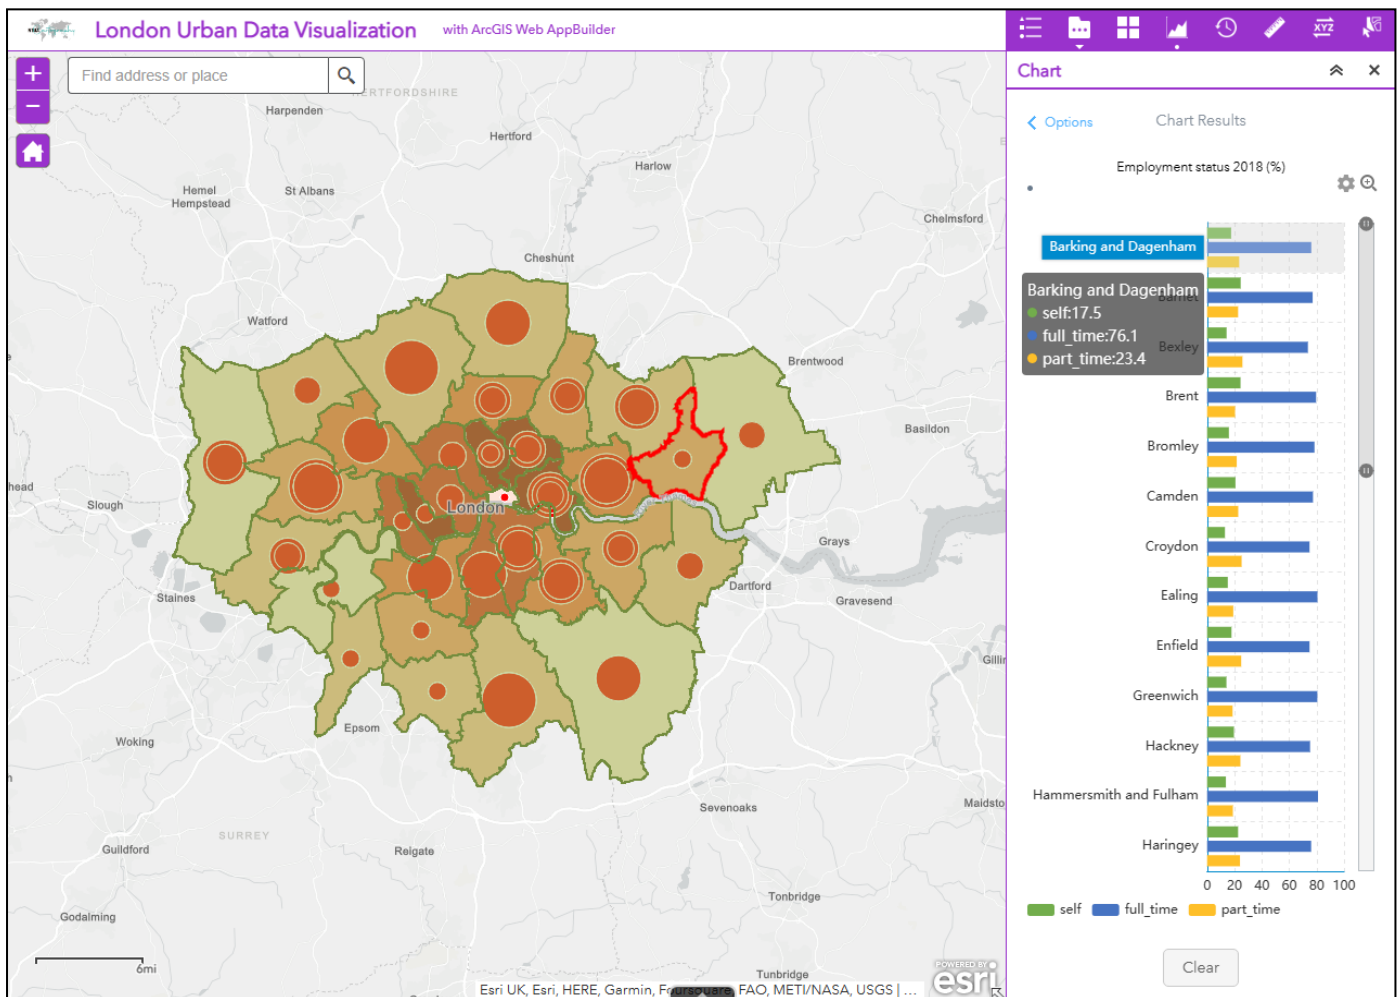 London Urban Data Visualization
with ArcGIS Web AppBuilder
XYZ
Find address or place
Chart
Options
Chart Results
Employment status 2018 (%)
Barking and Dagenham
Barking and Dagenham
self:17.5
full_time:76.1
part_time:23.4
Barnet
Bexley
Brent
Bromley
Camden
Croydon
Ealing
Enfield
Greenwich
Hackney
Hammersmith and Fulham
Haringey
0 20 40 60 80 100
self full_time part_time
Clear
HERTFORDSHIRE
Harpenden
Hertford
Harlow
Hemel
Hempstead
St Albans
Chelmsford
Cheshunt
Watford
Brentwood
Basildon
head
Slough
London
Grays
Staines
Dartford
Gravesend
Gillin
Epsom
Woking
Sevenoaks
Maidsto
SURREY
Guildford
Reigate
Tonbridge
Godalming
6mi
Tunbridge
POWERED BY
esri
Esri UK, Esri, HERE, Garmin, Foursquare, FAO, METI/NASA, USGS | ...